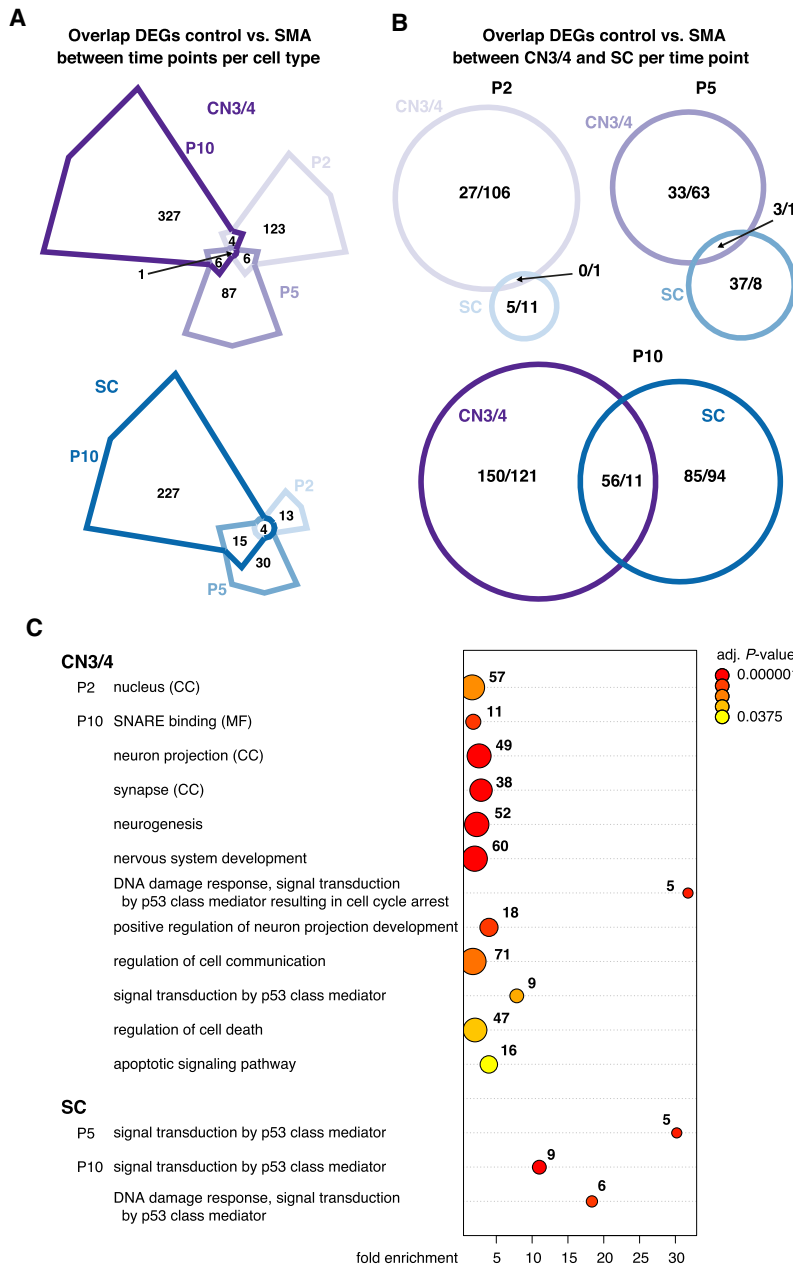 A
Overlap DEGs control vs. SMA
between time points per cell type
CN3/4
P10
P2
327
123
4
6
6
1
87
P5
SC
P10
P2
227
13
4
15
30
P5
B
Overlap DEGs control vs. SMA
between CN3/4 and SC per time point
P2
P5
CN3/4
CN3/4
27/106
33/63
3/1
0/1
SC
5/11
SC
37/8
P10
CN3/4
SC
150/121
56/11
85/94
C
CN3/4
adj. P-value
0.000001
0.0375
P2 nucleus (CC) 57
P10 SNARE binding (MF) 11
neuron projection (CC) 49
synapse (CC) 38
neurogenesis 52
nervous system development 60
DNA damage response, signal transduction
by p53 class mediator resulting in cell cycle arrest 5
positive regulation of neuron projection development 18
regulation of cell communication 71
signal transduction by p53 class mediator 9
regulation of cell death 47
apoptotic signaling pathway 16
SC
P5 signal transduction by p53 class mediator 5
P10 signal transduction by p53 class mediator 9
DNA damage response, signal transduction 6
by p53 class mediator
fold enrichment 5 10 15 20 25 30